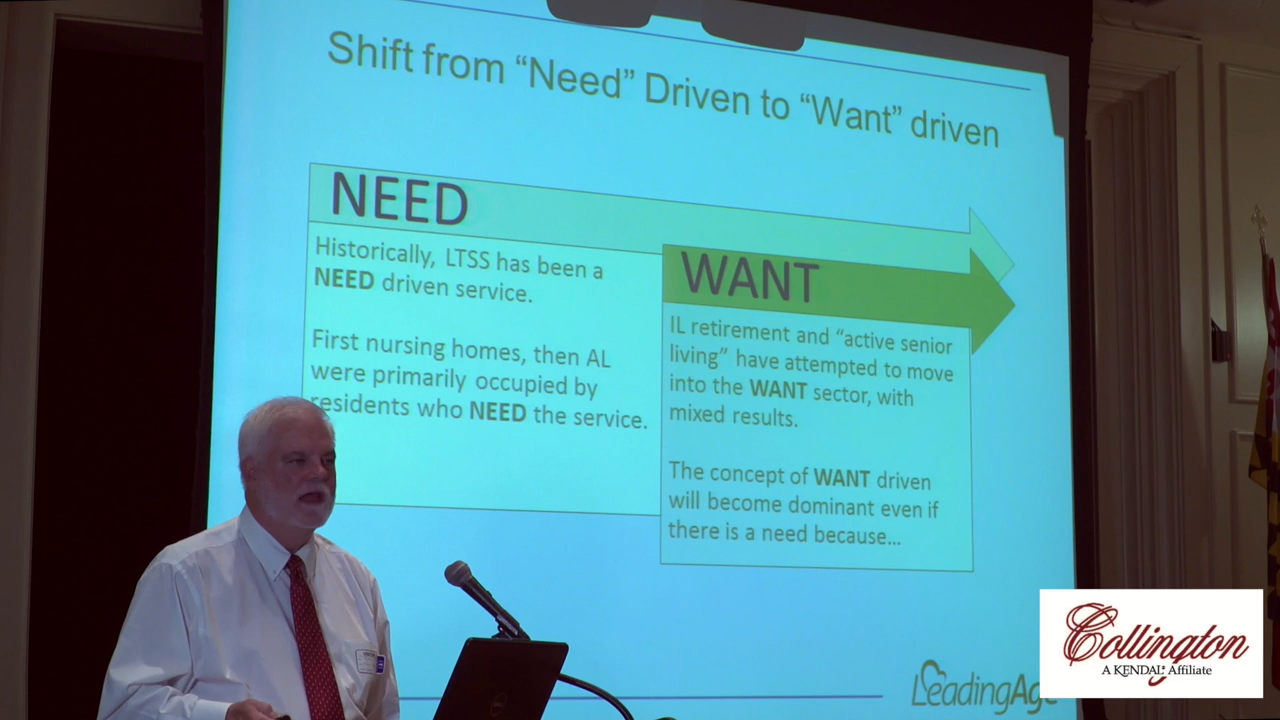 Shift from “Need” Driven to “Want” driven
NEED
Historically, LTSS has been a
NEED driven service.
First nursing homes, then AL
were primarily occupied by
residents who NEED the service.
WANT
IL retirement and “active senior
living” have attempted to move
into the WANT sector, with
mixed results.
The concept of WANT driven
will become dominant even if
there is a need because...
LeadingAge
Collington
A KENDAL Affiliate